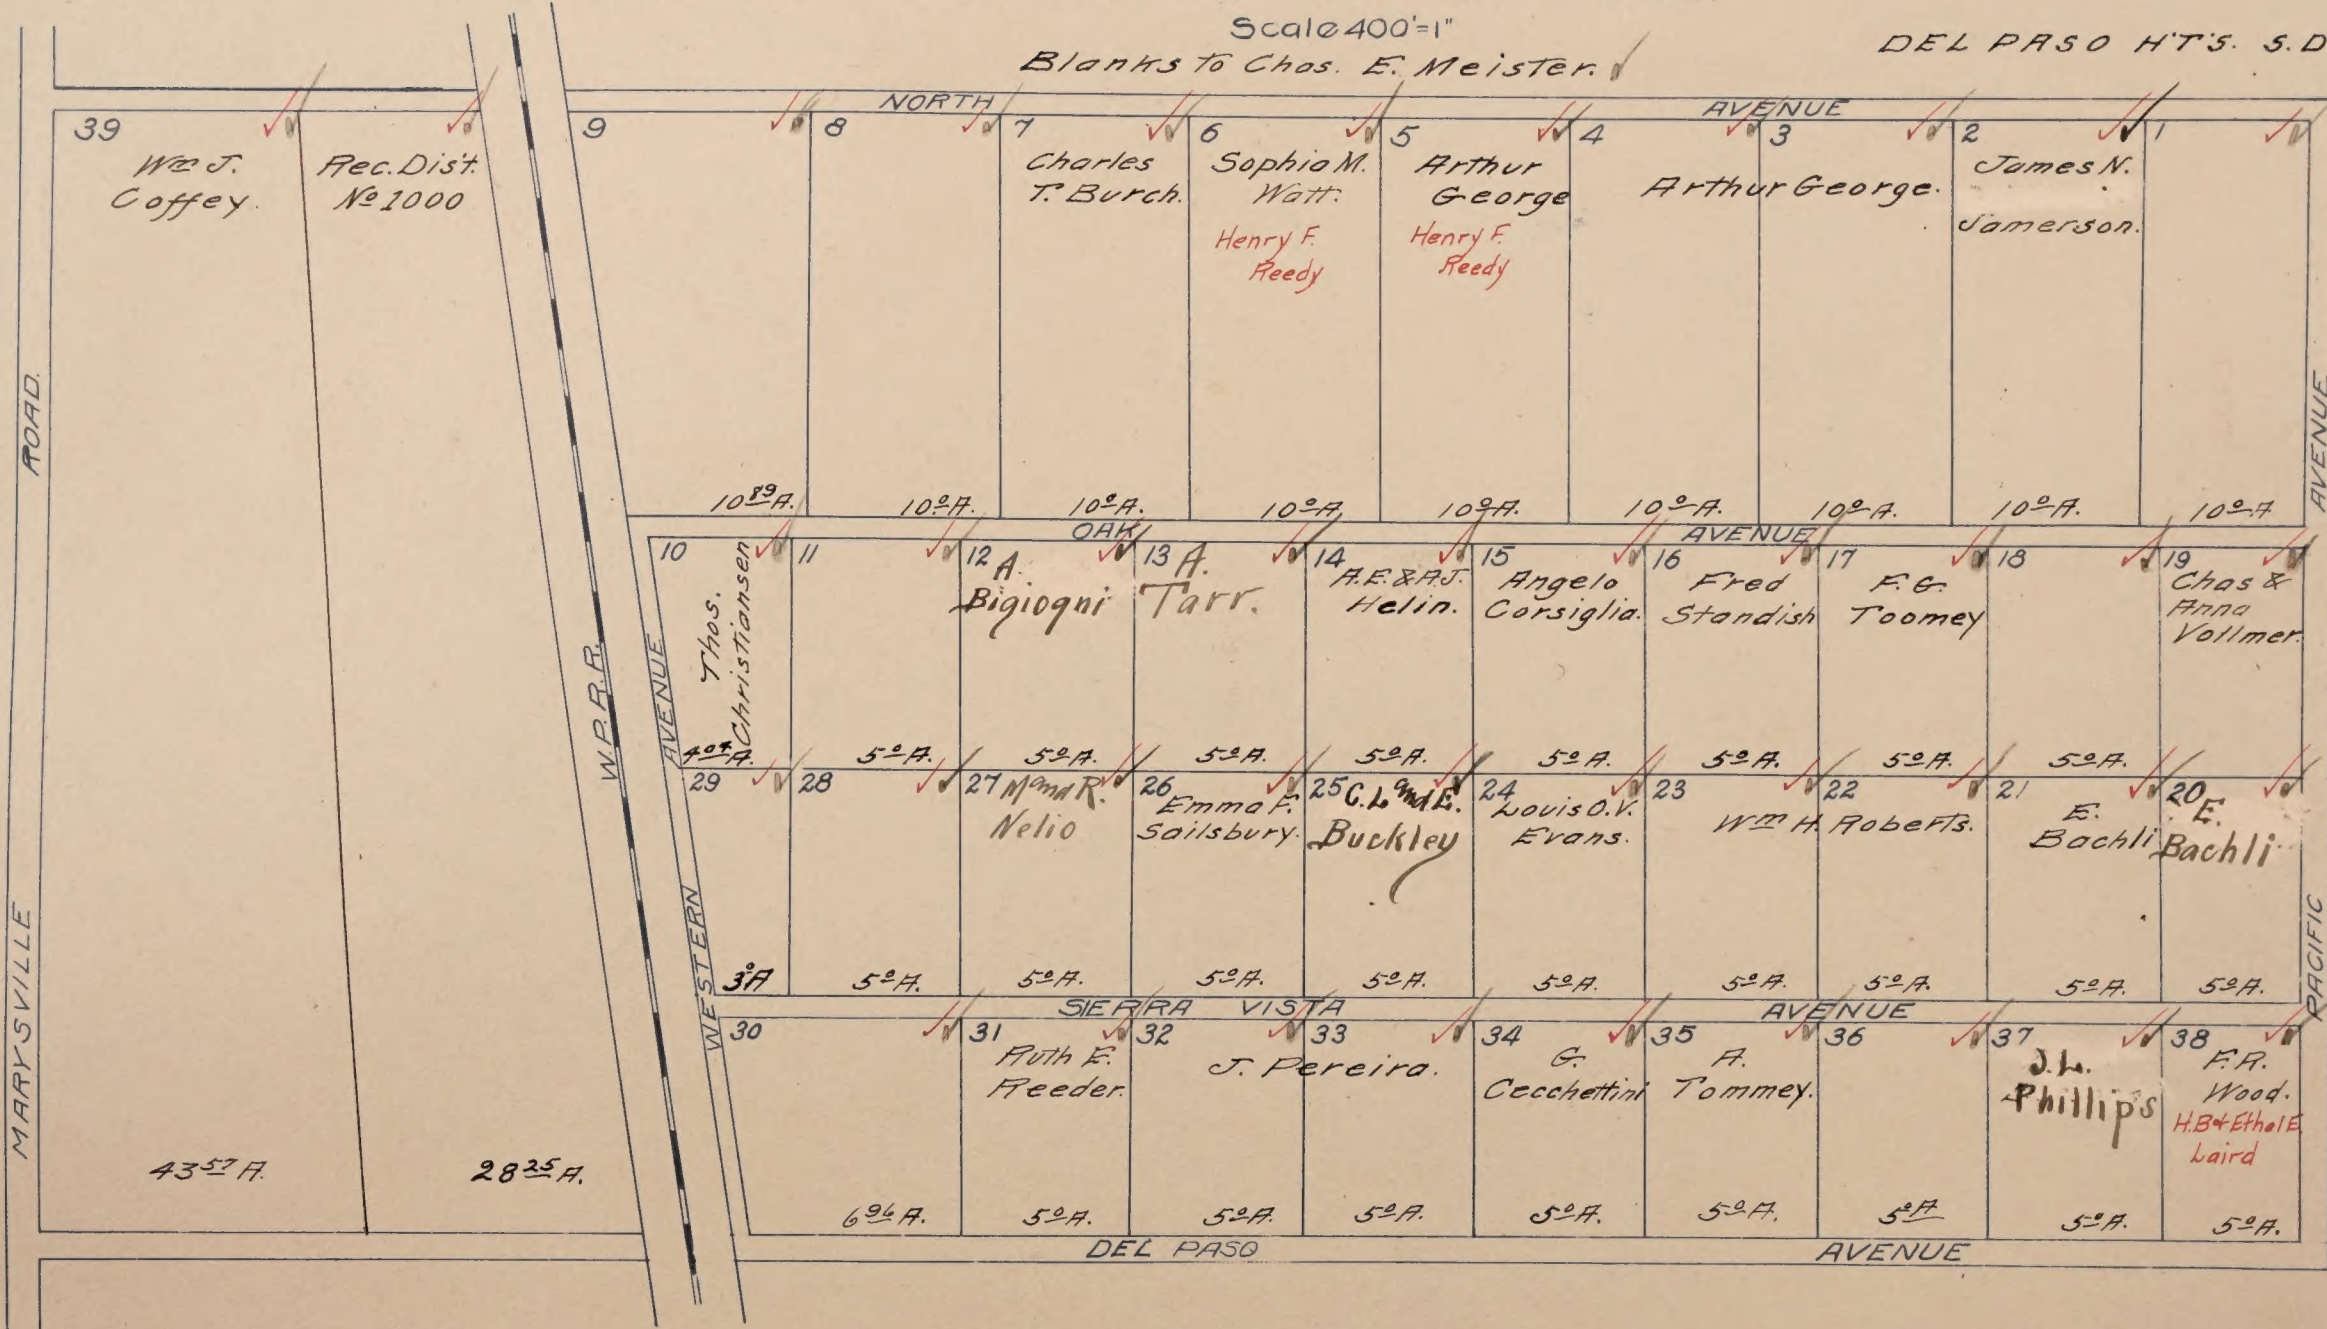 Scale 400'=1"
Blanks To Chas. E. Meister.
DEL PASO H'T'S. S.D
NORTH AVENUE
39
Wm J.
Coffey.
43 57 A.
Rec. Dist.
No 1000
28 25 A.
9
10 89 A.
8
10 0 A.
7
Charles
T. Burch.
10 0 A.
6
Sophia M.
Watt.
Henry F.
Reedy
10 0 A.
5
Arthur
George
Henry F.
Reedy
10 0 A.
4
3
Arthur George.
10 0 A.
10 0 A.
2
James N.
Jamerson.
10 0 A.
1
10 0 A
OAK AVENUE
10
Thos.
Christiansen
4 04 A.
11
5 0 A.
12
A.
Bigiogni
5 0 A.
13
A.
Tarr.
5 0 A.
14
A.E. & A.J.
Helin.
5 0 A.
15
Angelo
Corsiglia.
5 0 A.
16
Fred
Standish
5 0 A.
17
F. G.
Toomey
5 0 A.
18
5 0 A.
19
Chas &
Anna
Vollmer.
29
3 0 A
28
5 0 A.
27
M and R.
Nelio
5 0 A.
26
Emma F.
Sailsbury.
5 0 A.
25
C. L. and E.
Buckley
5 0 A.
24
Louis O.V.
Evans.
5 0 A.
23
22
Wm H. Roberts.
5 0 A.
5 0 A.
21
E.
Bachli
5 0 A.
20
E.
Bachli
5 0 A.
SIERRA VISTA AVENUE
30
6 96 A.
31
Ruth E.
Reeder.
5 0 A.
32
33
J. Pereira.
5 0 A.
5 0 A.
34
G.
Cecchettini
5 0 A.
35
A.
Tommey.
5 0 A.
36
5 0 A
37
J. L.
Phillips
5 0 A.
38
F. R.
Wood.
H.B & Ethel E
Laird
5 0 A.
DEL PASO AVENUE
MARYSVILLE ROAD.
W. P. R. R.
WESTERN AVENUE
PACIFIC AVENUE